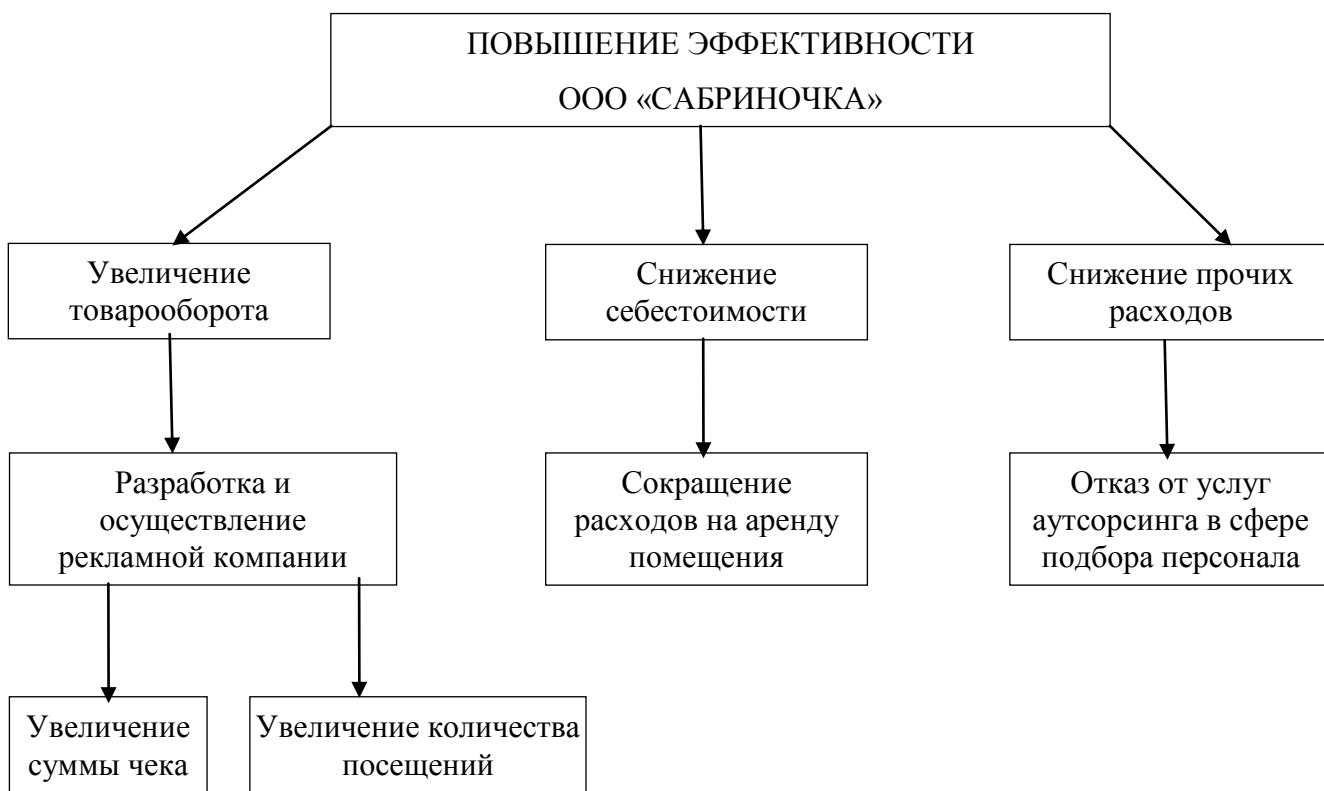 ПОВЫШЕНИЕ ЭФФЕКТИВНОСТИ
ООО «САБРИНОЧКА»
Увеличение
товарооборота
Снижение
себестоимости
Снижение прочих
расходов
Разработка и
осуществление
рекламной компании
Сокращение
расходов на аренду
помещения
Отказ от услуг
аутсорсинга в сфере
подбора персонала
Увеличение
суммы чека
Увеличение количества
посещений